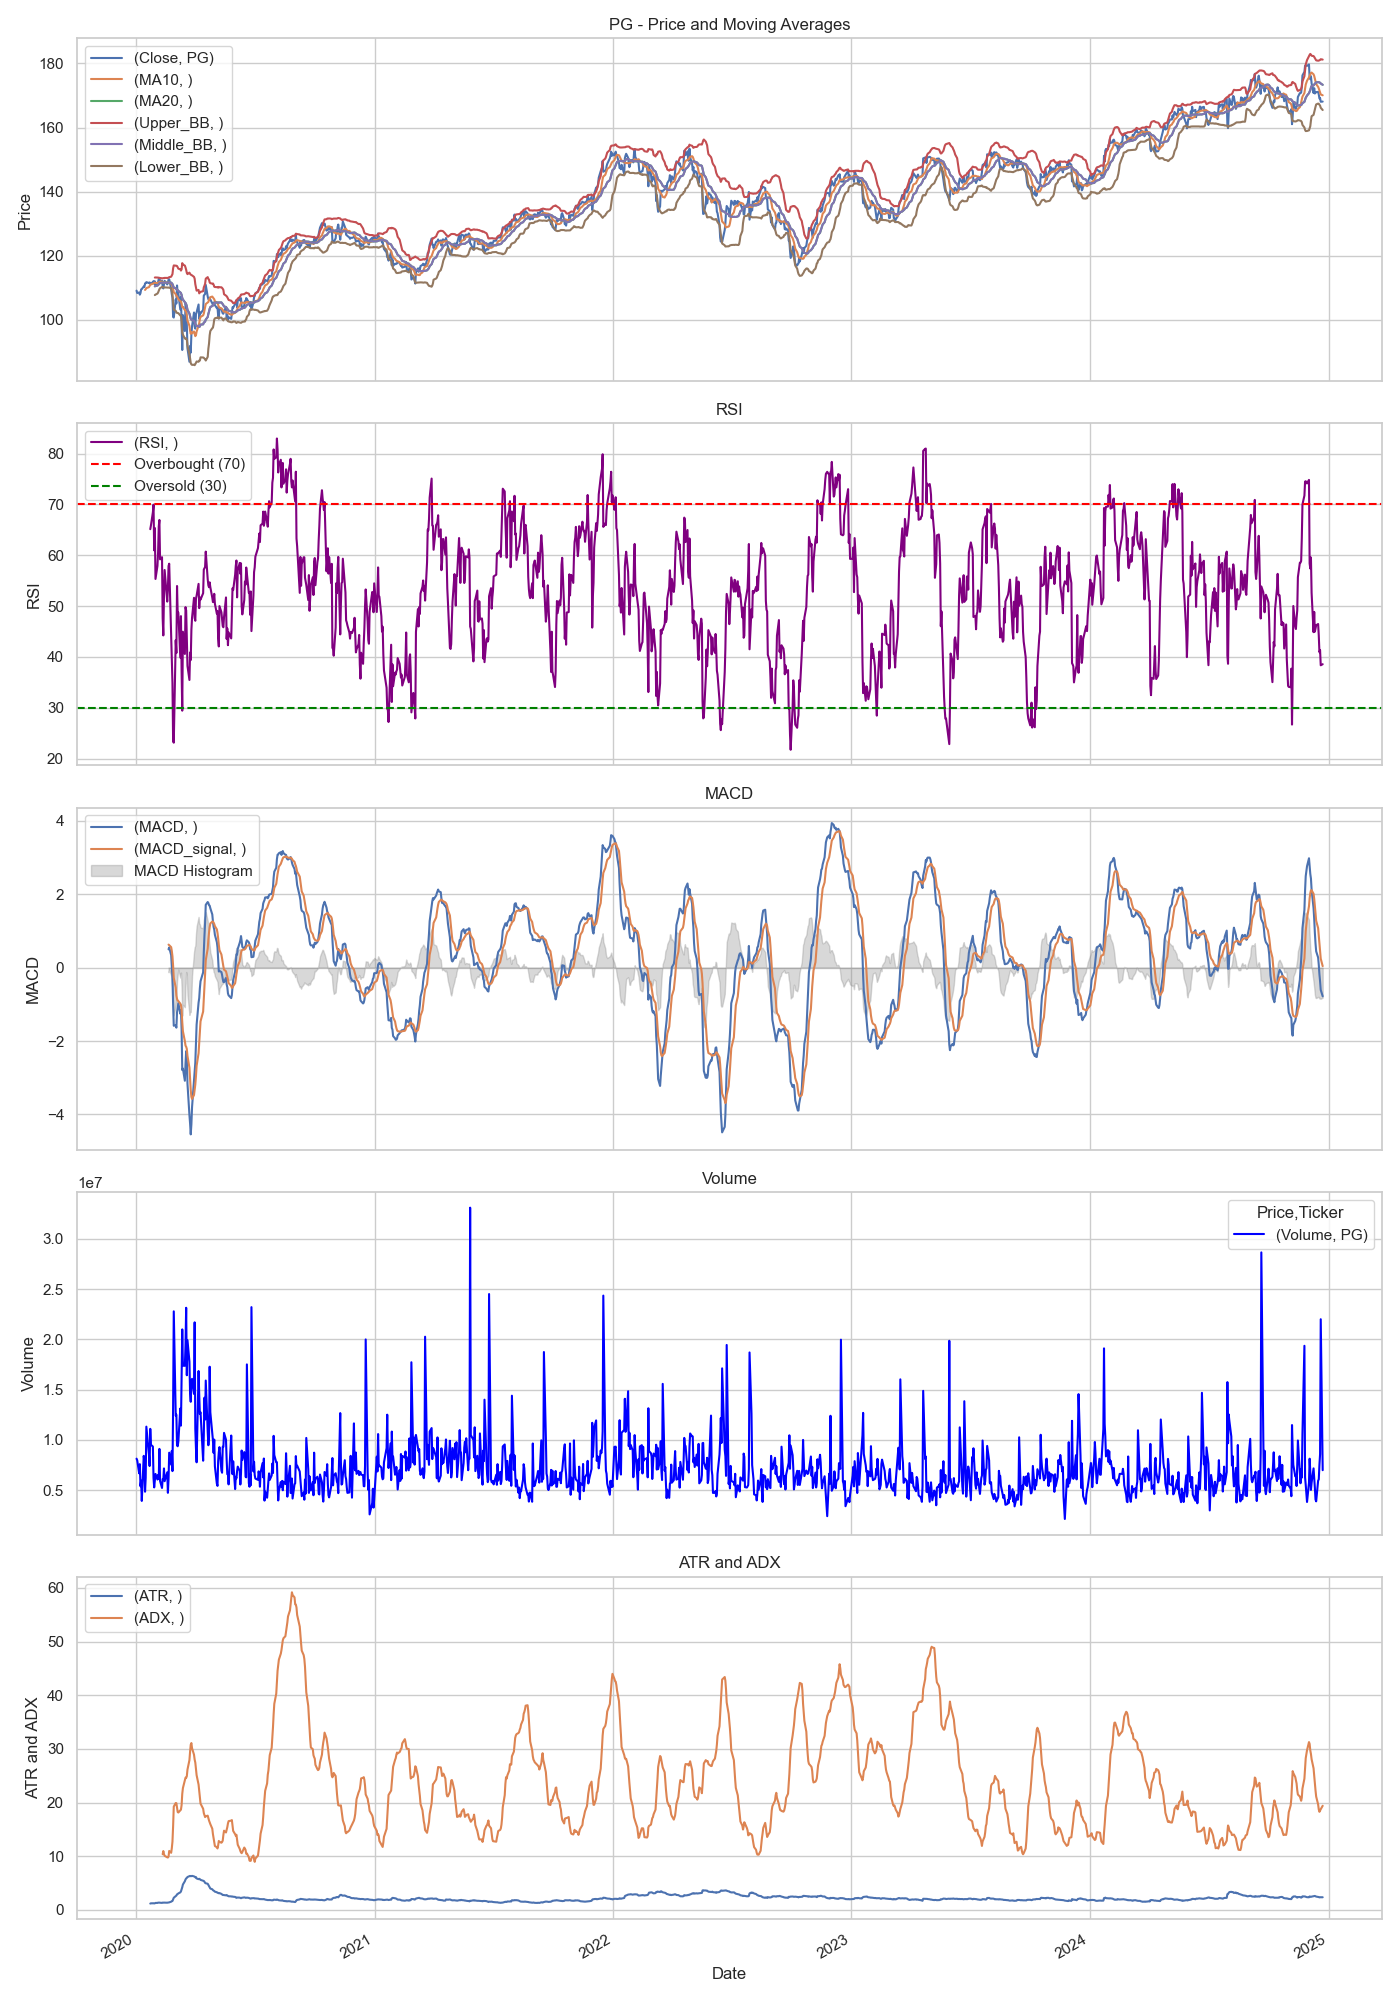 PG - Price and Moving Averages
(Close, PG)
(MA10, )
(MA20, )
(Upper_BB, )
(Middle_BB, )
(Lower_BB, )
180
160
140
120
100
Price
RSI
(RSI, )
Overbought (70)
Oversold (30)
80
70
60
50
40
30
20
RSI
MACD
(MACD, )
(MACD_signal, )
MACD Histogram
4
2
0
−2
−4
MACD
Volume
1e7
Price,Ticker
(Volume, PG)
3.0
2.5
2.0
1.5
1.0
0.5
Volume
ATR and ADX
(ATR, )
(ADX, )
60
50
40
30
20
10
0
ATR and ADX
2020
2021
2022
2023
2024
2025
Date